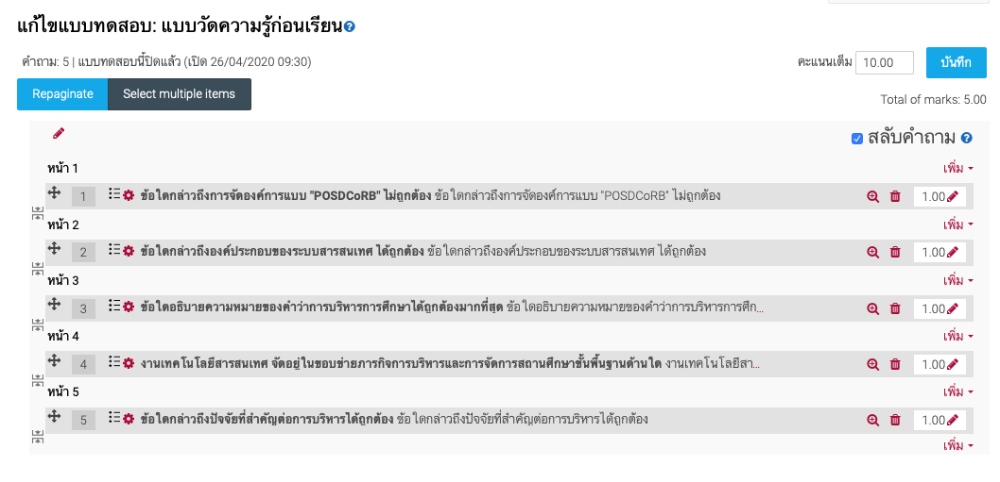 แก้ไขแบบทดสอบ: แบบวัดความรู้ก่อนเรียน
คำถาม: 5 | แบบทดสอบนี้ปิดแล้ว (เปิด 26/04/2020 09:30)
คะแนนเต็ม 10.00 บันทึก
Repaginate Select multiple items
Total of marks: 5.00
สลับคำถาม
หน้า 1 เพิ่ม
1 ข้อใดกล่าวถึงการจัดองค์การแบบ "POSDCoRB" ไม่ถูกต้อง ข้อใดกล่าวถึงการจัดองค์การแบบ "POSDCoRB" ไม่ถูกต้อง 1.00
หน้า 2 เพิ่ม
2 ข้อใดกล่าวถึงองค์ประกอบของระบบสารสนเทศ ได้ถูกต้อง ข้อใดกล่าวถึงองค์ประกอบของระบบสารสนเทศ ได้ถูกต้อง 1.00
หน้า 3 เพิ่ม
3 ข้อใดอธิบายความหมายของคำว่าการบริหารการศึกษาได้ถูกต้องมากที่สุด ข้อใดอธิบายความหมายของคำว่าการบริหารการศึก... 1.00
หน้า 4 เพิ่ม
4 งานเทคโนโลยีสารสนเทศ จัดอยู่ในขอบข่ายภารกิจการบริหารและการจัดการสถานศึกษาขั้นพื้นฐานด้านใด งานเทคโนโลยีสา... 1.00
หน้า 5 เพิ่ม
5 ข้อใดกล่าวถึงปัจจัยที่สำคัญต่อการบริหารได้ถูกต้อง ข้อใดกล่าวถึงปัจจัยที่สำคัญต่อการบริหารได้ถูกต้อง 1.00
เพิ่ม